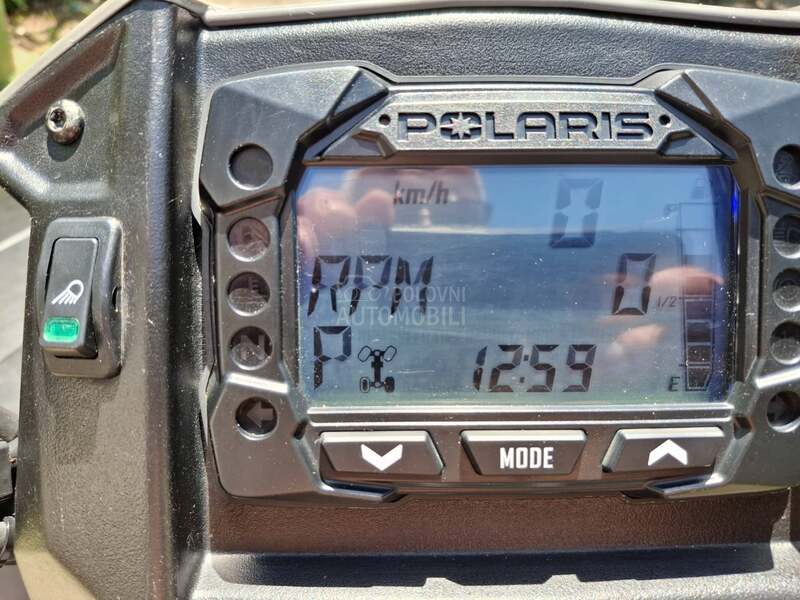 POLARIS
km/h 0
RPM 0
POLOVNI
AUTOMOBILI
1/2
P 12:59
E
MODE